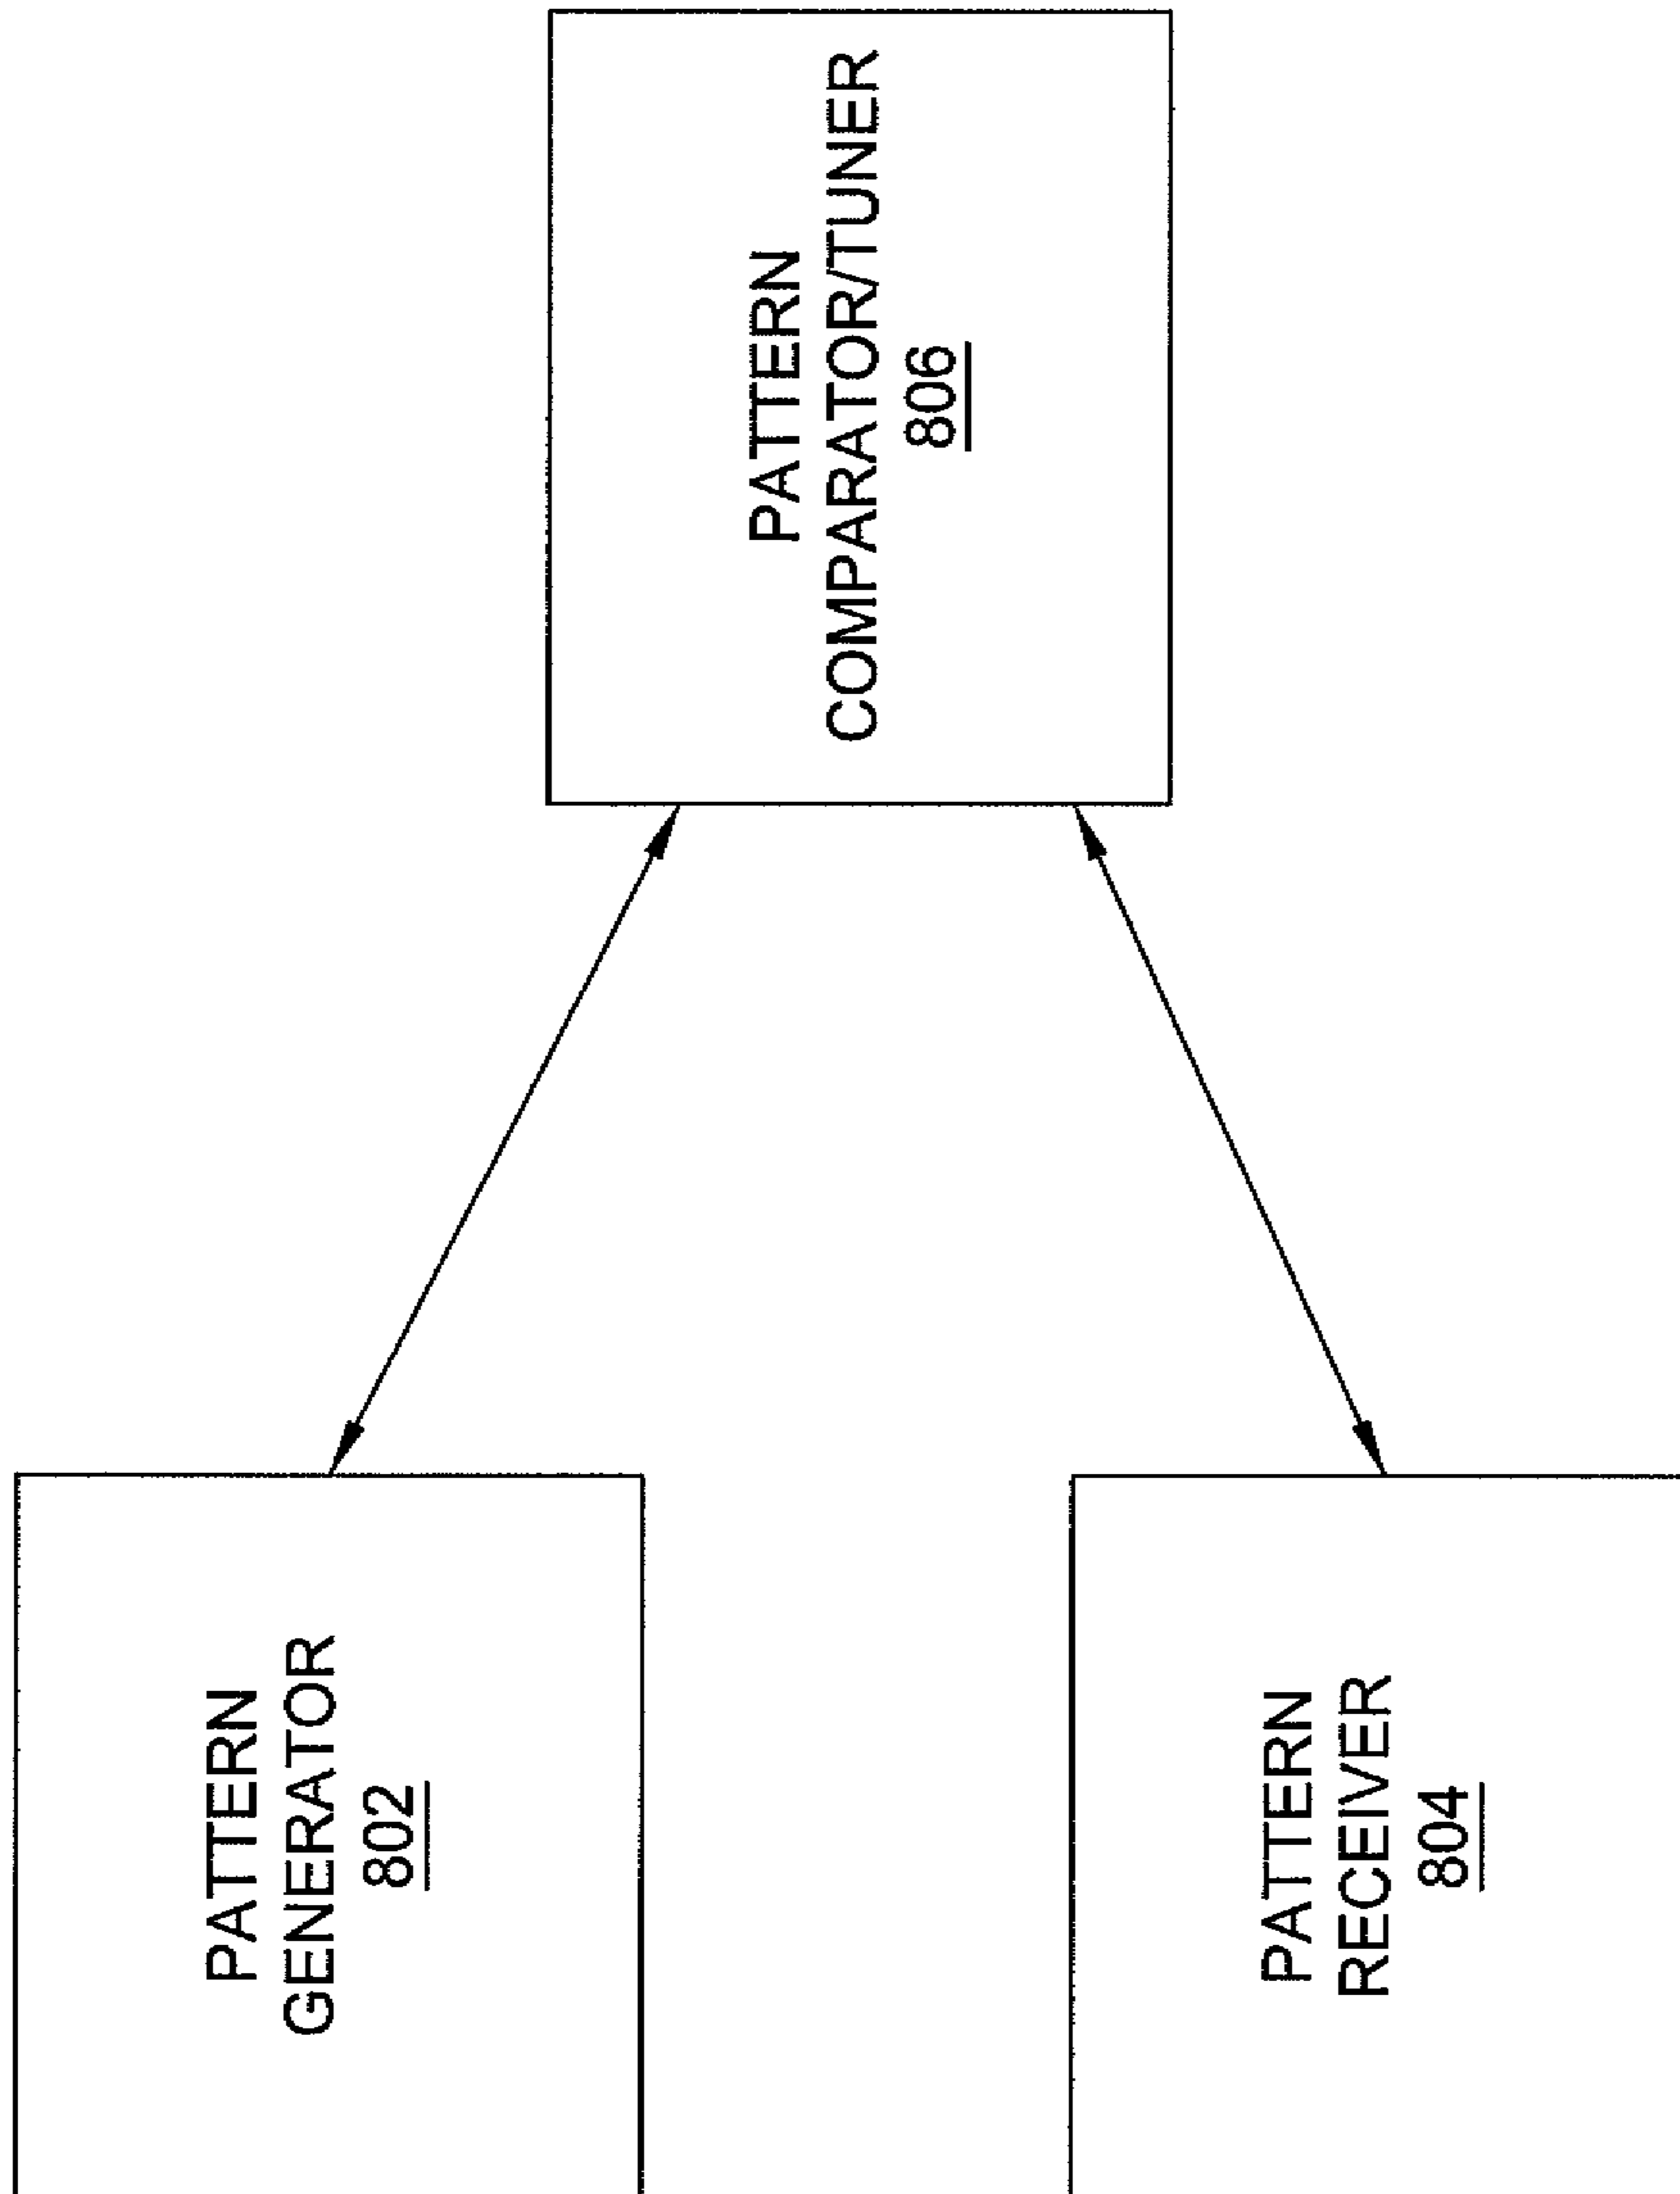 PATTERN
GENERATOR
802
PATTERN
COMPARATOR/TUNER
806
PATTERN
RECEIVER
804